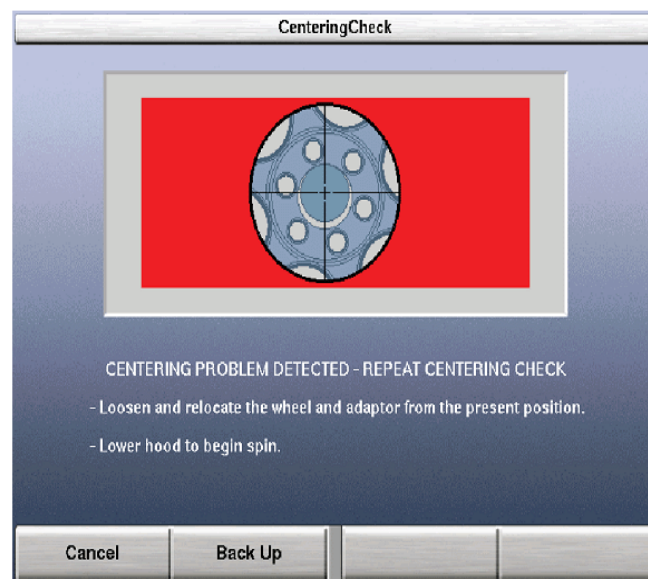 CenteringCheck
CENTERING PROBLEM DETECTED - REPEAT CENTERING CHECK
- Loosen and relocate the wheel and adaptor from the present position.
- Lower hood to begin spin.
Cancel
Back Up